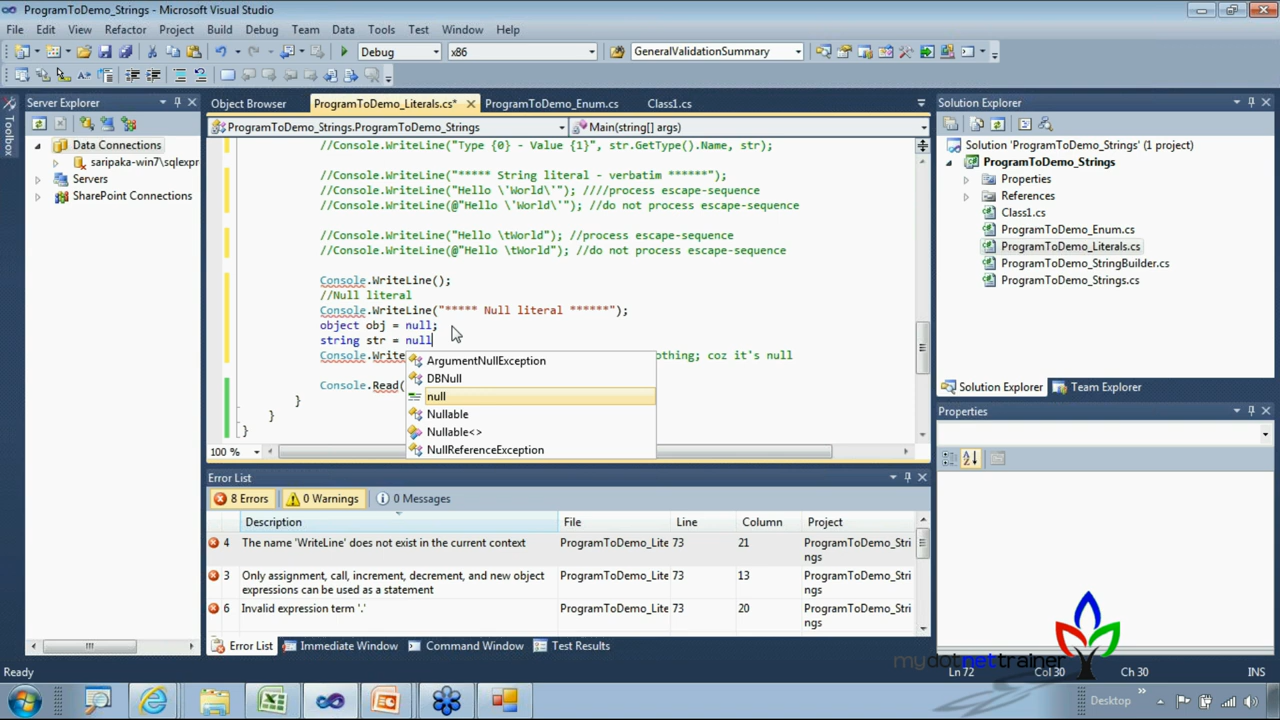 ProgramToDemo_Strings - Microsoft Visual Studio
File Edit View Refactor Project Build Debug Team Data Tools Test Window Help
Debug x86 GeneralValidationSummary
Server Explorer
Toolbox
Data Connections
saripaka-win7\sqlexpr
Servers
SharePoint Connections
Object Browser ProgramToDemo_Literals.cs* ProgramToDemo_Enum.cs Class1.cs
ProgramToDemo_Strings.ProgramToDemo_Strings Main(string[] args)
//Console.WriteLine("Type {0} - Value {1}", str.GetType().Name, str);
//Console.WriteLine("***** String literal - verbatim ******");
//Console.WriteLine("Hello \'World\'"); ////process escape-sequence
//Console.WriteLine(@"Hello \'World\'"); //do not process escape-sequence
//Console.WriteLine("Hello \tWorld"); //process escape-sequence
//Console.WriteLine(@"Hello \tWorld"); //do not process escape-sequence
Console.WriteLine();
//Null literal
Console.WriteLine("***** Null literal ******");
object obj = null;
string str = null
Console.Write othing; coz it's null
Console.Read(
}
}
}
ArgumentNullException
DBNull
null
Nullable
Nullable<>
NullReferenceException
100 %
Solution Explorer
Solution 'ProgramToDemo_Strings' (1 project)
ProgramToDemo_Strings
Properties
References
Class1.cs
ProgramToDemo_Enum.cs
ProgramToDemo_Literals.cs
ProgramToDemo_StringBuilder.cs
ProgramToDemo_Strings.cs
Solution Explorer Team Explorer
Properties
Error List
8 Errors 0 Warnings 0 Messages
Description File Line Column Project
4 The name 'WriteLine' does not exist in the current context ProgramToDemo_Lite 73 21 ProgramToDemo_Stri
ngs
3 Only assignment, call, increment, decrement, and new object ProgramToDemo_Lite 73 13 ProgramToDemo_Stri
expressions can be used as a statement ngs
6 Invalid expression term '.' ProgramToDemo_Lite 73 20 ProgramToDemo_Stri
ngs
Error List Immediate Window Command Window Test Results
mydotnettrainer
Ready Ln 72 Col 30 Ch 30 INS
Desktop